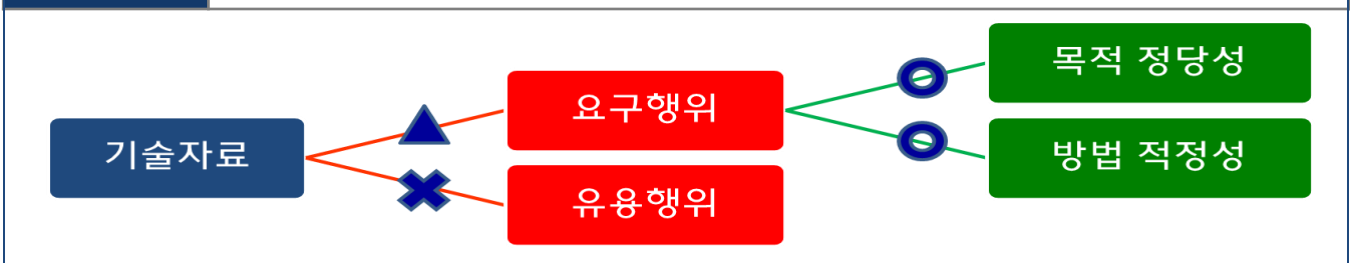 기술자료
요구행위
유용행위
목적 정당성
방법 적정성